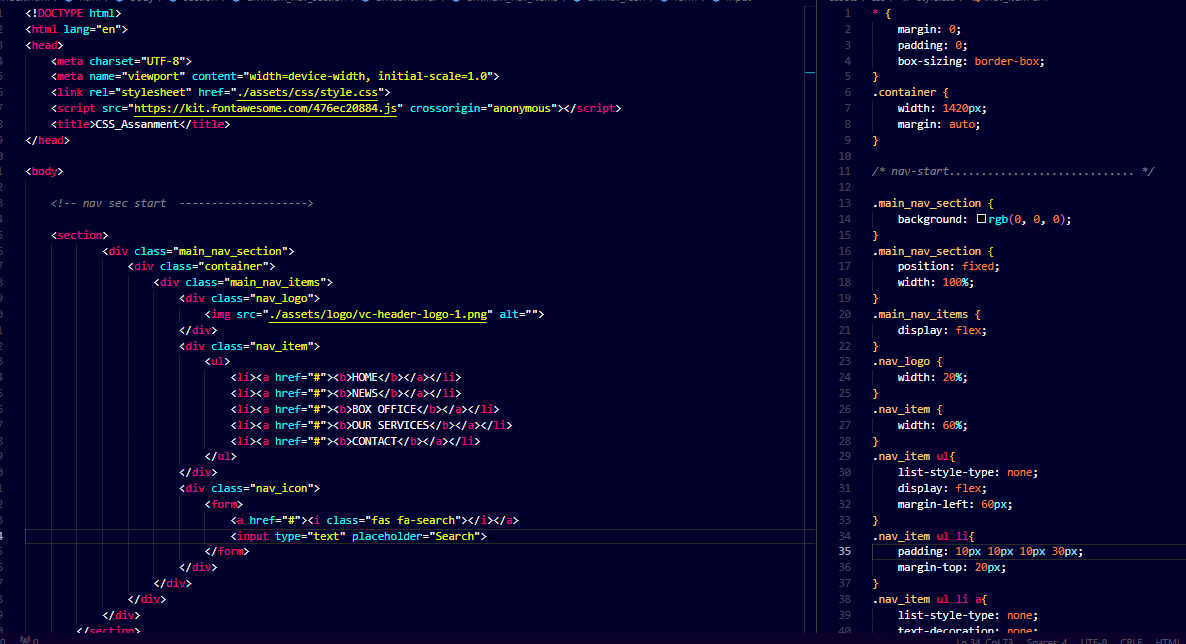 <!DOCTYPE html>
<html lang="en">
<head>
<meta charset="UTF-8">
<meta name="viewport" content="width=device-width, initial-scale=1.0">
<link rel="stylesheet" href="./assets/css/style.css">
<script src="https://kit.fontawesome.com/476ec20884.js" crossorigin="anonymous"></script>
<title>CSS_Assanment</title>
</head>
<body>
<!-- nav sec start -------------------->
<section>
<div class="main_nav_section">
<div class="container">
<div class="main_nav_items">
<div class="nav_logo">
<img src="./assets/logo/vc-header-logo-1.png" alt="">
</div>
<div class="nav_item">
<ul>
<li><a href="#"><b>HOME</b></a></li>
<li><a href="#"><b>NEWS</b></a></li>
<li><a href="#"><b>BOX OFFICE</b></a></li>
<li><a href="#"><b>OUR SERVICES</b></a></li>
<li><a href="#"><b>CONTACT</b></a></li>
</ul>
</div>
<div class="nav_icon">
<form>
<a href="#"><i class="fas fa-search"></i></a>
<input type="text" placeholder="Search">
</form>
</div>
</div>
</div>
</div>
</section>
1 * {
2 margin: 0;
3 padding: 0;
4 box-sizing: border-box;
5 }
6 .container {
7 width: 1420px;
8 margin: auto;
9 }
10
11 /* nav-start............................. */
12
13 .main_nav_section {
14 background: rgb(0, 0, 0);
15 }
16 .main_nav_section {
17 position: fixed;
18 width: 100%;
19 }
20 .main_nav_items {
21 display: flex;
22 }
23 .nav_logo {
24 width: 20%;
25 }
26 .nav_item {
27 width: 60%;
28 }
29 .nav_item ul{
30 list-style-type: none;
31 display: flex;
32 margin-left: 60px;
33 }
34 .nav_item ul li{
35 padding: 10px 10px 10px 30px;
36 margin-top: 20px;
37 }
38 .nav_item ul li a{
39 list-style-type: none;
40 text-decoration: none;
Ln 34, Col 73 Spaces: 4 UTF-8 CRLF HTML